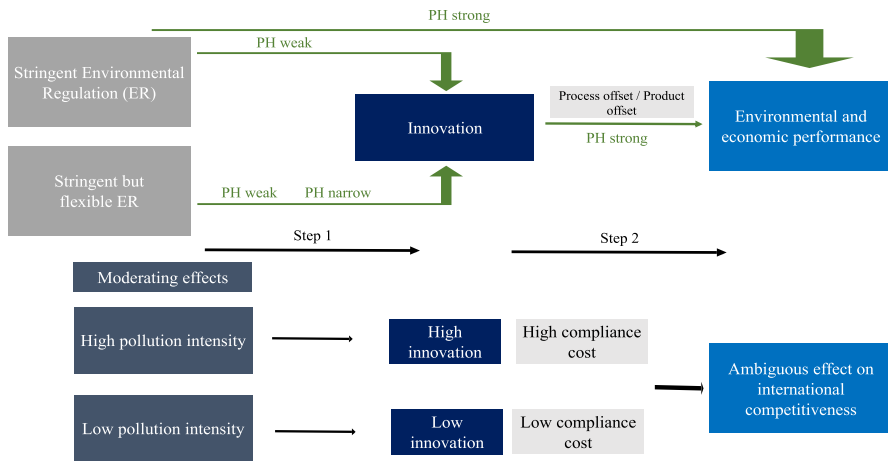 PH strong
PH weak
Stringent Environmental
Regulation (ER)
Process offset / Product
offset
Innovation
Environmental and
economic performance
PH strong
Stringent but
flexible ER
PH weak PH narrow
Step 1
Step 2
Moderating effects
High pollution intensity
High
innovation
High compliance
cost
Ambiguous effect on
international
competitiveness
Low pollution intensity
Low
innovation
Low compliance
cost